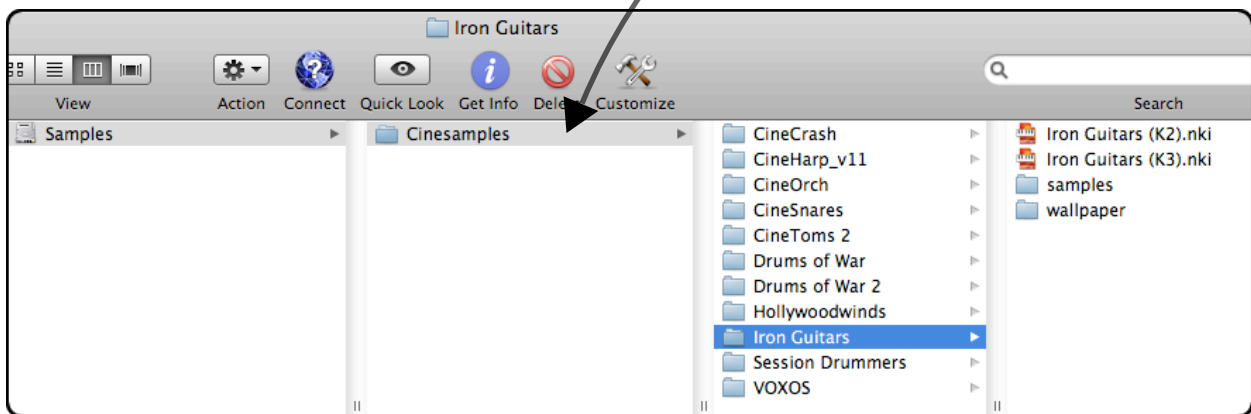 Iron Guitars
View
Action
Connect
Quick Look
Get Info
Delete
Customize
Search
Samples
Cinesamples
CineCrash
CineHarp_v11
CineOrch
CineSnares
CineToms 2
Drums of War
Drums of War 2
Hollywoodwinds
Iron Guitars
Session Drummers
VOXOS
Iron Guitars (K2).nki
Iron Guitars (K3).nki
samples
wallpaper